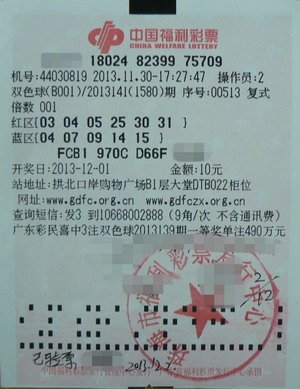 中国福利彩票
CHINA WELFARE LOTTERY
18024 82399 75709
机号:44030819 2013.11.30-17:27:47 操作员:2
双色球(B001)/2013141(1580)期 序号:00513 复式
倍数 001
红区{ 03 04 05 25 30 31 }
蓝区{ 04 07 09 14 15 }
FCB1 970C D66F
开奖日:2013-12-01 金额:10元
站地址:拱北口岸购物广场B1层大堂DTB022柜位
网址:www.gdfc.org.cn www.gdfczx.org.cn
查询短信:发3 到10668002888(9角/次 不含通讯费)
广东彩民喜中3注双色球2013139期一等奖单注490万元
已验票
2013.12.2